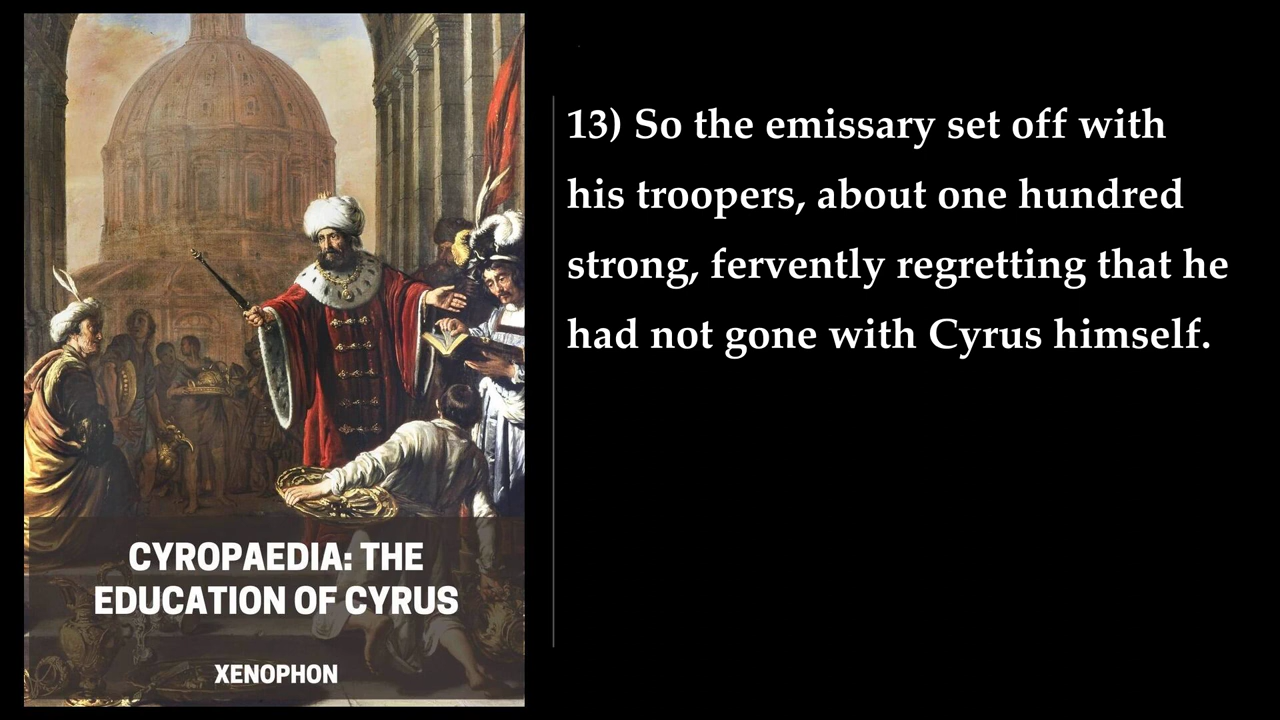 CYROPAEDIA: THE
EDUCATION OF CYRUS
XENOPHON
13) So the emissary set off with
his troopers, about one hundred
strong, fervently regretting that he
had not gone with Cyrus himself.